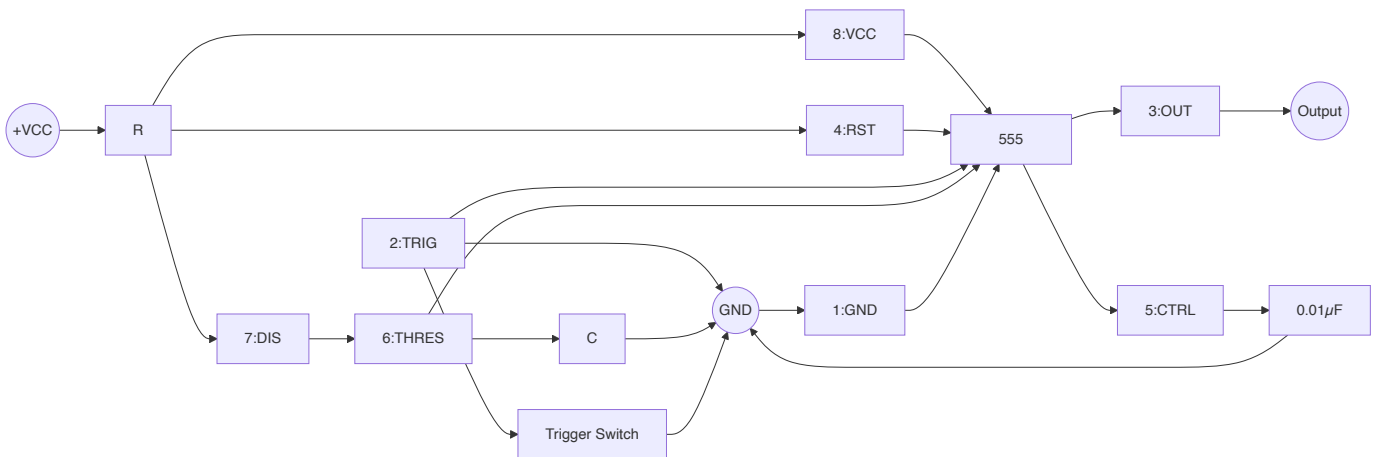 8:VCC
+VCC
R
4:RST
555
3:OUT
Output
2:TRIG
GND
1:GND
5:CTRL
0.01µF
7:DIS
6:THRES
C
Trigger Switch